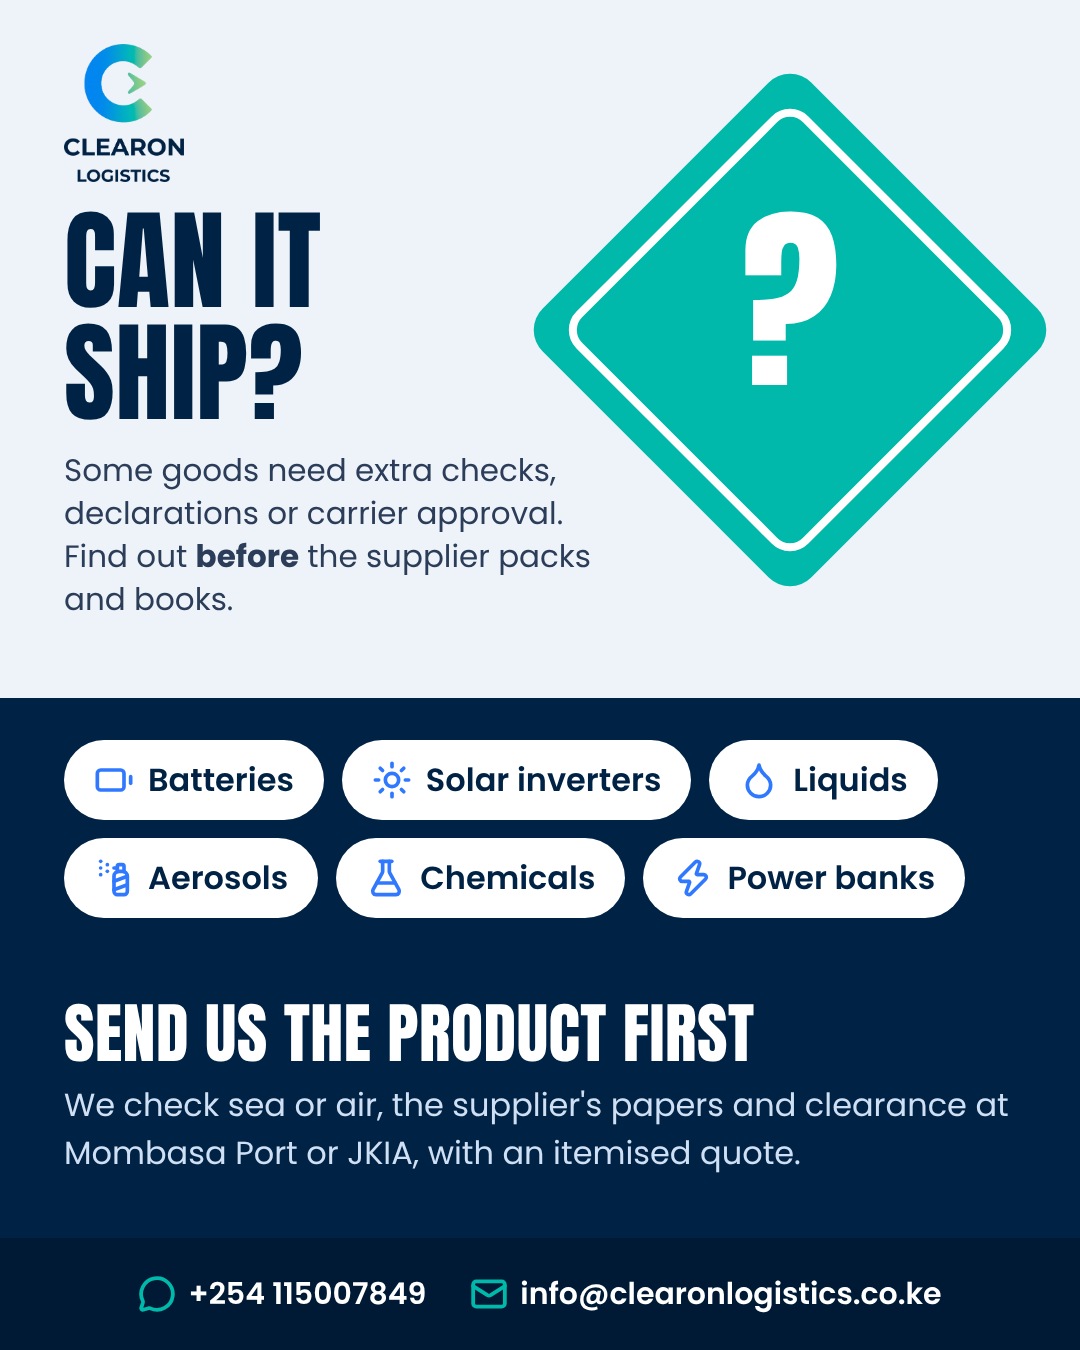 CLEARON
LOGISTICS
CAN IT
SHIP?
?
Some goods need extra checks,
declarations or carrier approval.
Find out before the supplier packs
and books.
Batteries
Solar inverters
Liquids
Aerosols
Chemicals
Power banks
SEND US THE PRODUCT FIRST
We check sea or air, the supplier's papers and clearance at
Mombasa Port or JKIA, with an itemised quote.
+254 115007849
info@clearonlogistics.co.ke